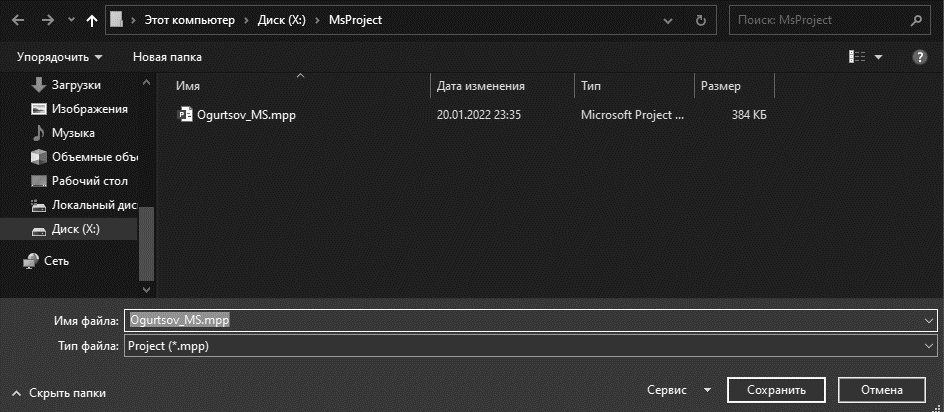 Этот компьютер > Диск (X:) > MsProject
Поиск: MsProject
Упорядочить
Новая папка
Имя Дата изменения Тип Размер
Ogurtsov_MS.mpp 20.01.2022 23:35 Microsoft Project ... 384 КБ
Загрузки
Изображения
Музыка
Объемные объ
Рабочий стол
Локальный дис
Диск (X:)
Сеть
Имя файла: Ogurtsov_MS.mpp
Тип файла: Project (*.mpp)
Скрыть папки
Сервис
Сохранить
Отмена